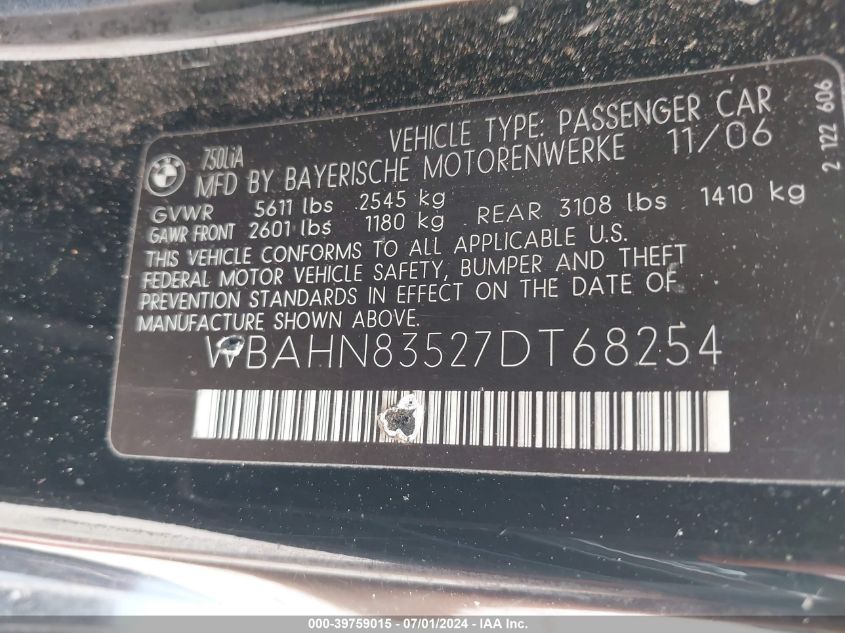 750LiA
VEHICLE TYPE: PASSENGER CAR
MFD BY BAYERISCHE MOTORENWERKE 11/06
GVWR 5611 lbs 2545 kg
GAWR FRONT 2601 lbs 1180 kg REAR 3108 lbs 1410 kg
THIS VEHICLE CONFORMS TO ALL APPLICABLE U.S.
FEDERAL MOTOR VEHICLE SAFETY, BUMPER AND THEFT
PREVENTION STANDARDS IN EFFECT ON THE DATE OF
MANUFACTURE SHOWN ABOVE.
WBAHN83527DT68254
2 122 606
BMW
000-39759015 - 07/01/2024 - IAA Inc.